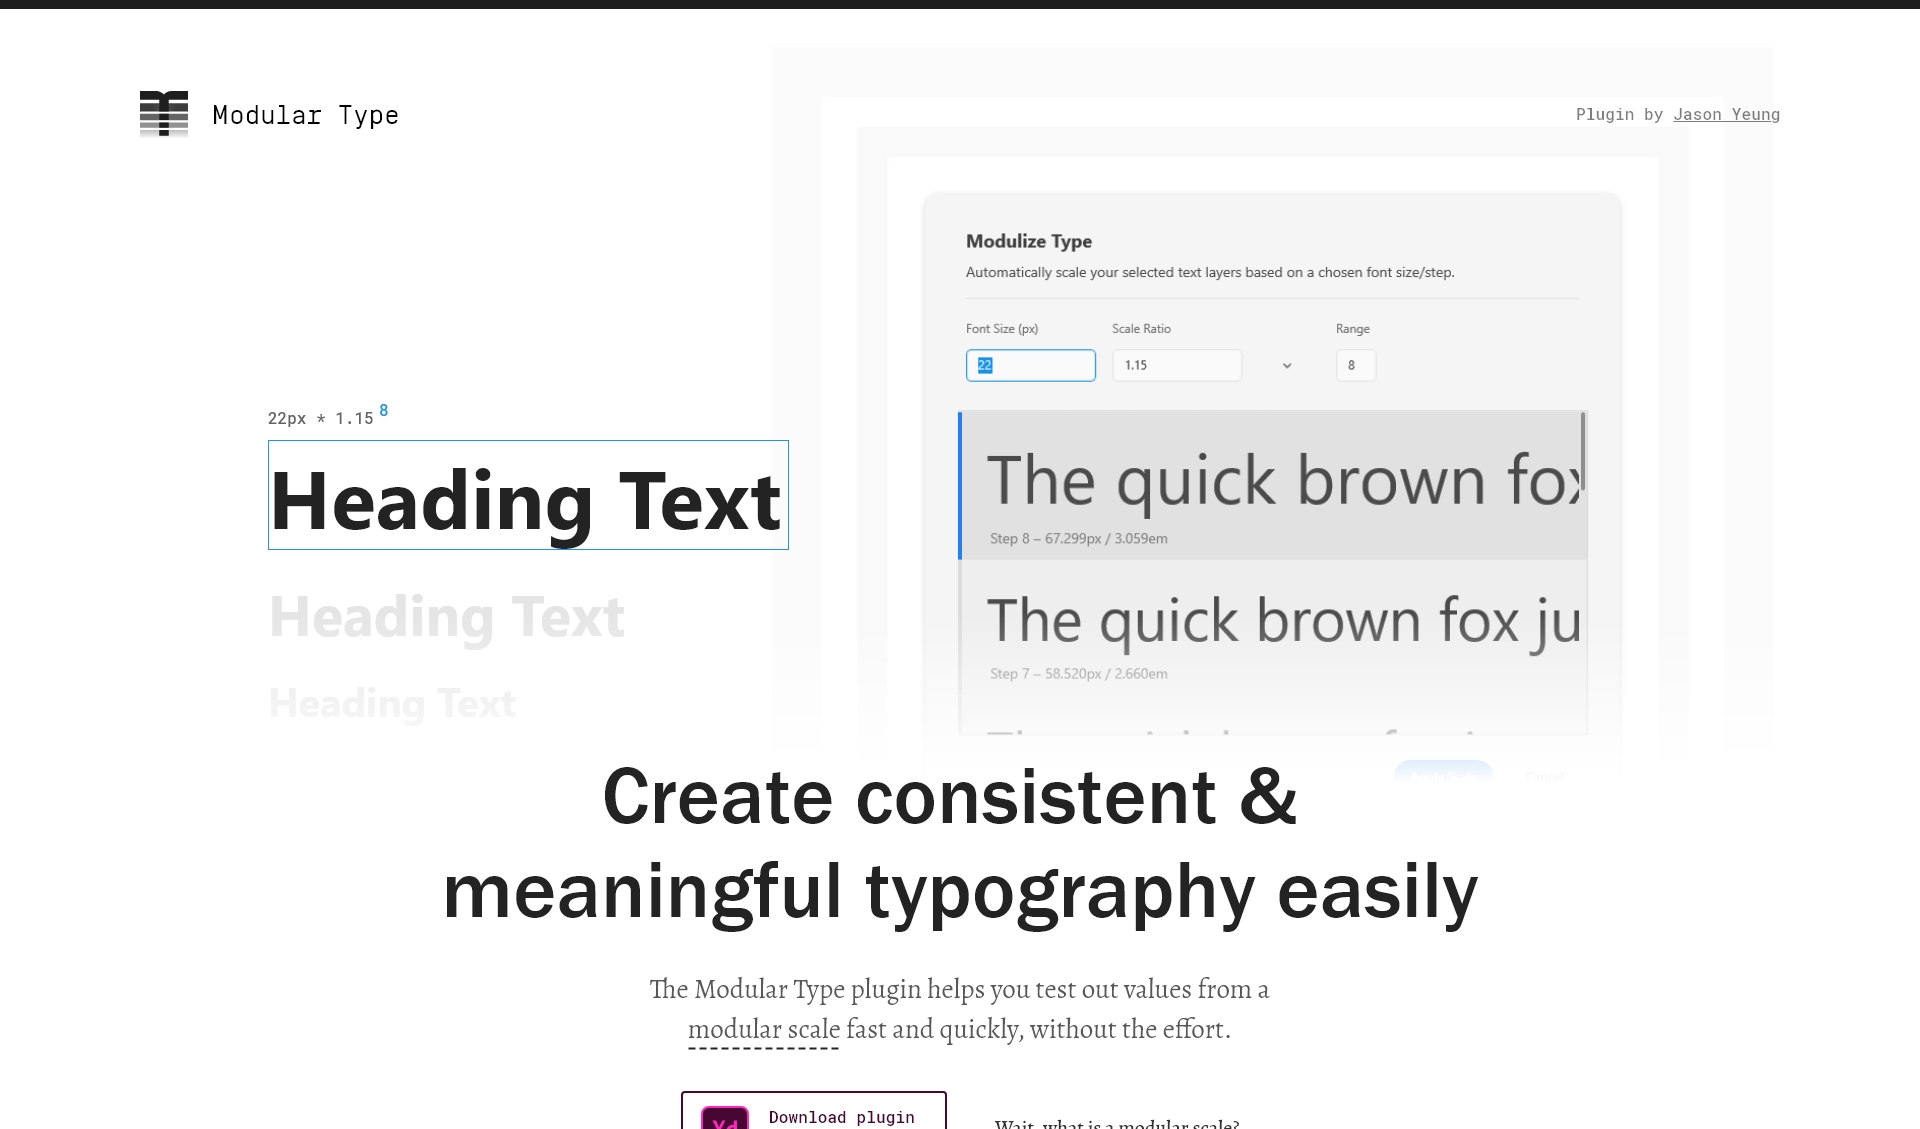 Modular Type
Plugin by Jason Yeung
Modulize Type
Automatically scale your selected text layers based on a chosen font size/step.
Font Size (px) Scale Ratio Range
22 1.15 8
22px * 1.15 8
Heading Text
Heading Text
Heading Text
The quick brown fox
Step 8 – 67.299px / 3.059em
The quick brown fox ju
Step 7 – 58.520px / 2.660em
Cancel
Create consistent &
meaningful typography easily
The Modular Type plugin helps you test out values from a
modular scale fast and quickly, without the effort.
Xd
Download plugin
Wait, what is a modular scale?